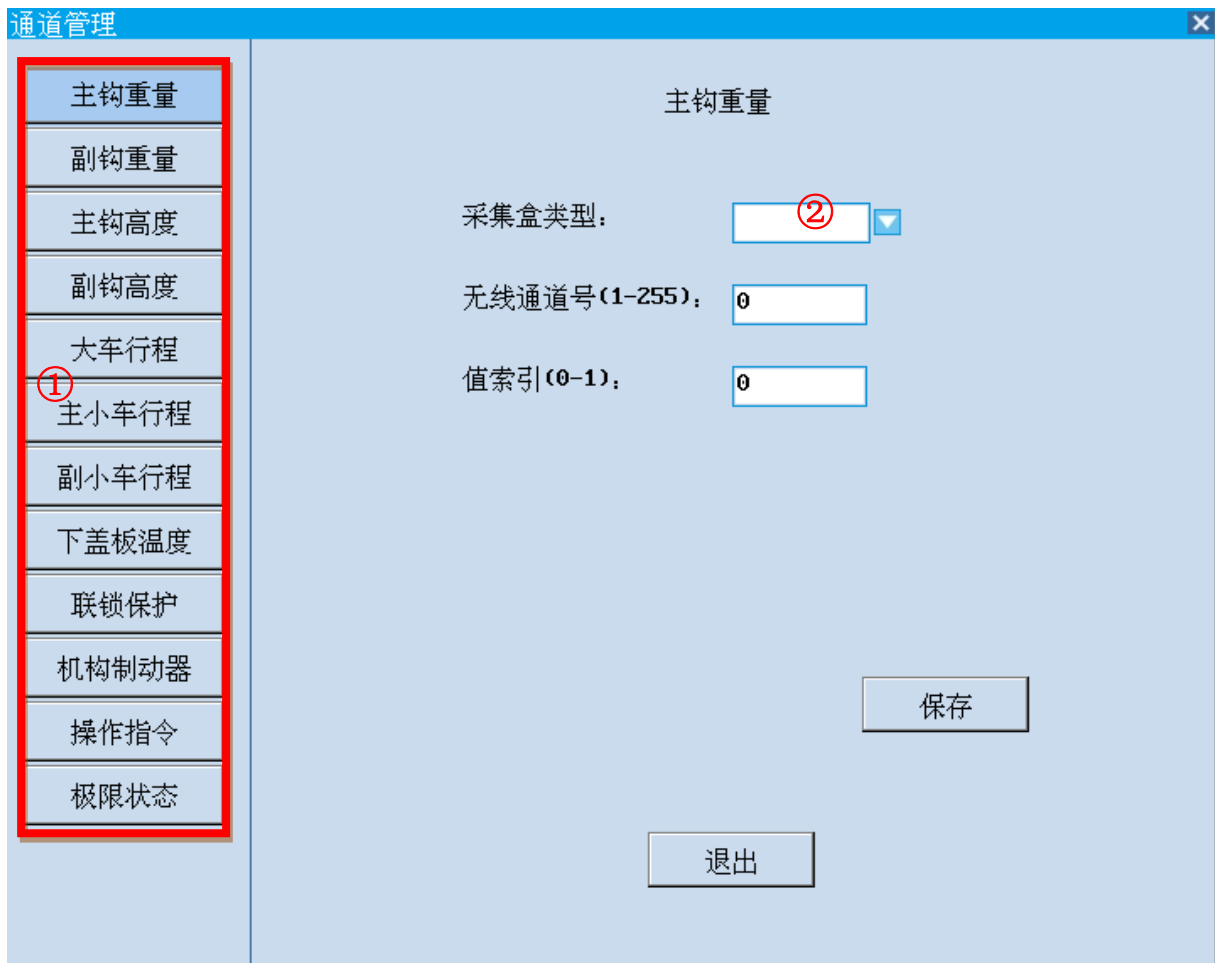 通道管理
主钩重量
副钩重量
主钩高度
副钩高度
大车行程
①
主小车行程
副小车行程
下盖板温度
联锁保护
机构制动器
操作指令
极限状态
主钩重量
采集盒类型：
②
无线通道号(1-255)：
0
值索引(0-1)：
0
保存
退出